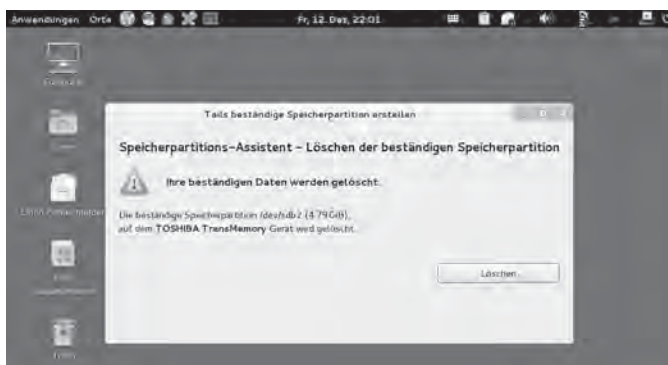 Anwendungen Orte
Fr, 12. Dez, 22:01
Tails beständige Speicherpartition erstellen
Speicherpartitions-Assistent – Löschen der beständigen Speicherpartition
Ihre beständigen Daten werden gelöscht.
Die beständige Speicherpartition /dev/sdb2 (4.79 GiB),
auf dem TOSHIBA TransMemory Gerät wird gelöscht.
Löschen